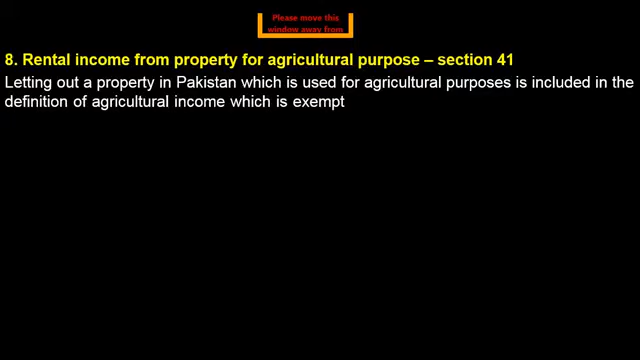 Please move this
window away from
8. Rental income from property for agricultural purpose – section 41
Letting out a property in Pakistan which is used for agricultural purposes is included in the
definition of agricultural income which is exempt